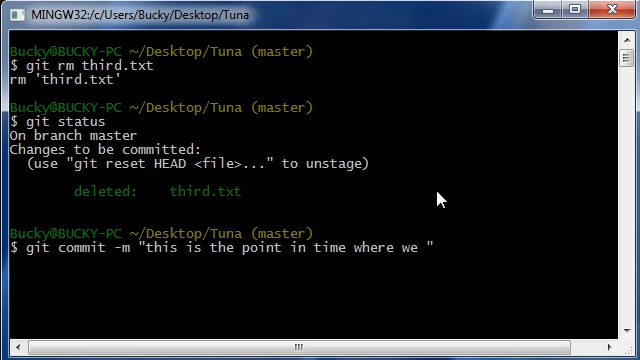 MINGW32:/c/Users/Bucky/Desktop/Tuna
Bucky@BUCKY-PC ~/Desktop/Tuna (master)
$ git rm third.txt
rm 'third.txt'
Bucky@BUCKY-PC ~/Desktop/Tuna (master)
$ git status
On branch master
Changes to be committed:
  (use "git reset HEAD <file>..." to unstage)
        deleted:    third.txt
Bucky@BUCKY-PC ~/Desktop/Tuna (master)
$ git commit -m "this is the point in time where we "